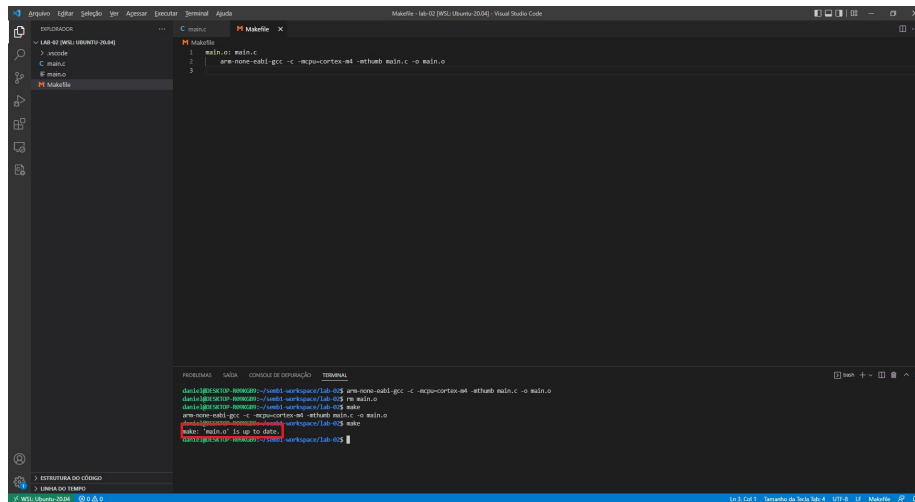 Arquivo Editar Seleção Ver Acessar Executar Terminal Ajuda
Makefile - lab-02 [WSL: Ubuntu-20.04] - Visual Studio Code
EXPLORADOR
LAB-02 [WSL: UBUNTU-20.04]
.vscode
C main.c
main.o
M Makefile
ESTRUTURA DO CÓDIGO
LINHA DO TEMPO
C main.c
M Makefile
M Makefile
1 main.o: main.c
2 arm-none-eabi-gcc -c -mcpu=cortex-m4 -mthumb main.c -o main.o
3
PROBLEMAS SAÍDA CONSOLE DE DEPURAÇÃO TERMINAL
bash
arm-none-eabi-gcc -c -mcpu=cortex-m4 -mthumb main.c -o main.o
rm main.o
make
arm-none-eabi-gcc -c -mcpu=cortex-m4 -mthumb main.c -o main.o
make
make: 'main.o' is up to date.
WSL: Ubuntu-20.04 0 0 0
Ln 3, Col 1 Tamanho da Tecla Tab: 4 UTF-8 LF Makefile